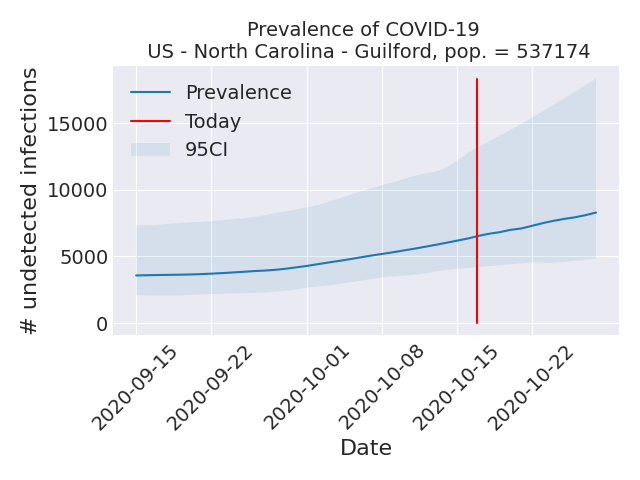 Prevalence of COVID-19
US - North Carolina - Guilford, pop. = 537174
# undetected infections
15000
10000
5000
0
Prevalence
Today
95CI
2020-09-15
2020-09-22
2020-10-01
2020-10-08
2020-10-15
2020-10-22
Date